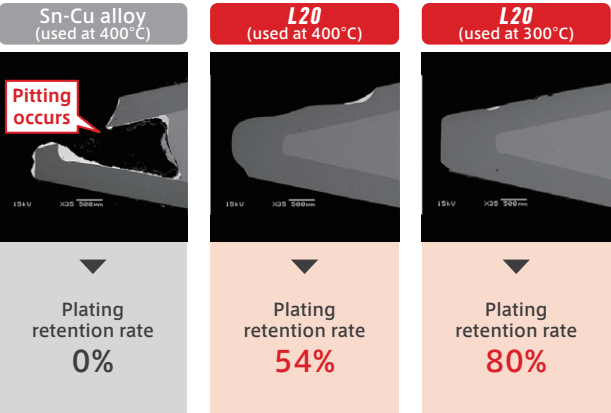 Sn-Cu alloy
(used at 400°C)
L20
(used at 400°C)
L20
(used at 300°C)
Pitting
occurs
15kV X35 500µm
15kV X35 500µm
15kV X35 500µm
Plating
retention rate
0%
Plating
retention rate
54%
Plating
retention rate
80%